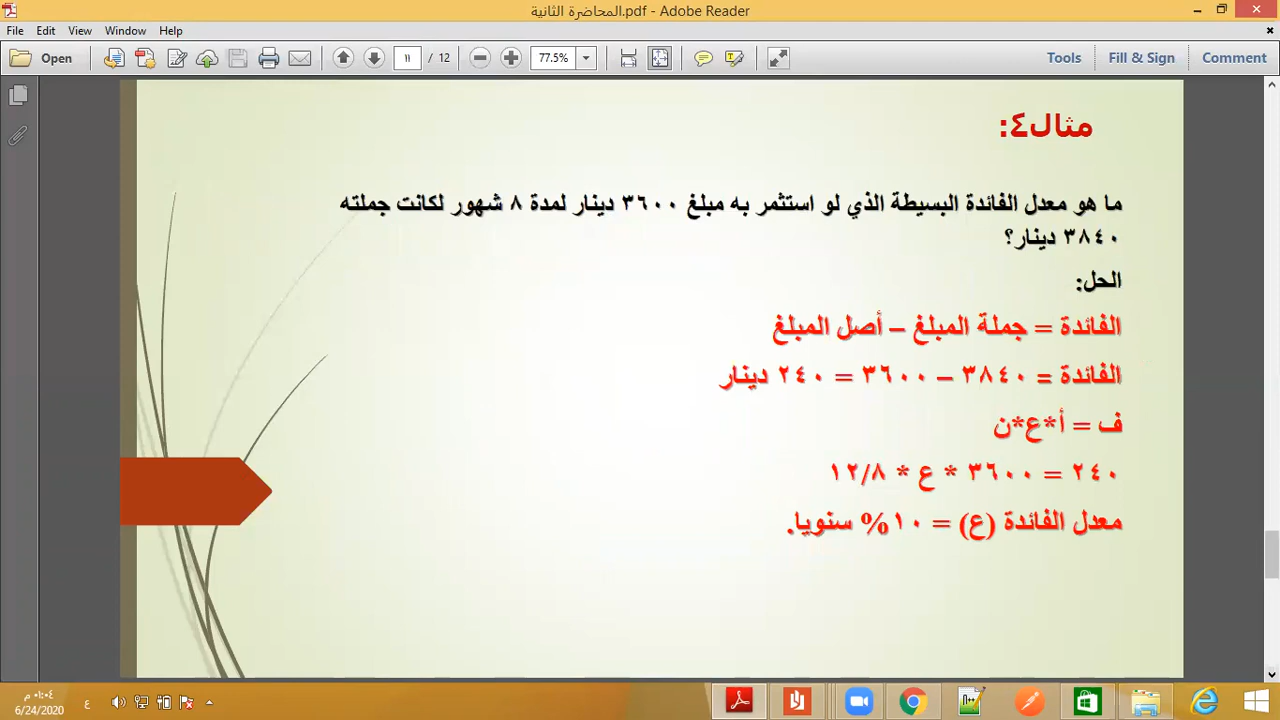 المحاضرة الثانية.pdf - Adobe Reader
File Edit View Window Help
Open ١١ / 12 77.5% Tools Fill & Sign Comment
مثال٤:
ما هو معدل الفائدة البسيطة الذي لو استثمر به مبلغ ٣٦٠٠ دينار لمدة ٨ شهور لكانت جملته
٣٨٤٠ دينار؟
الحل:
الفائدة = جملة المبلغ – أصل المبلغ
الفائدة = ٣٨٤٠ – ٣٦٠٠ = ٢٤٠ دينار
ف = أ*ع*ن
٢٤٠ = ٣٦٠٠ * ع * ١٢/٨
معدل الفائدة (ع) = ١٠% سنويا.
٠١:٠٤ م
6/24/2020
ع